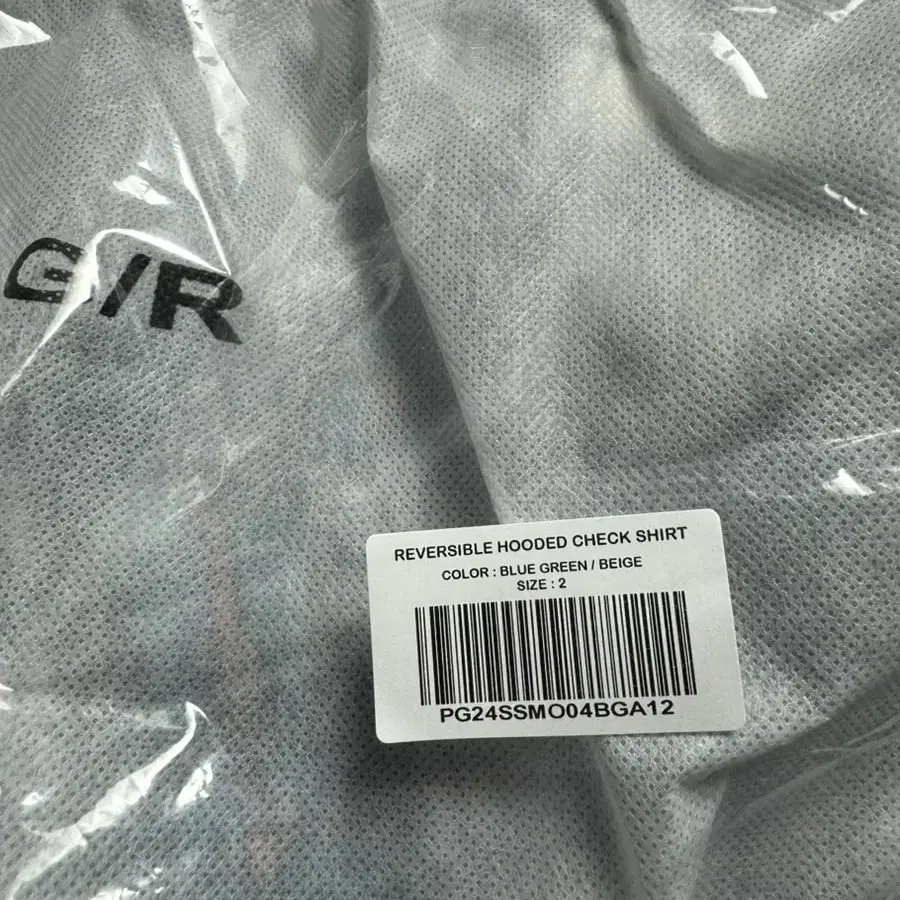 G/R
REVERSIBLE HOODED CHECK SHIRT
COLOR : BLUE GREEN / BEIGE
SIZE : 2
PG24SSMO04BGA12